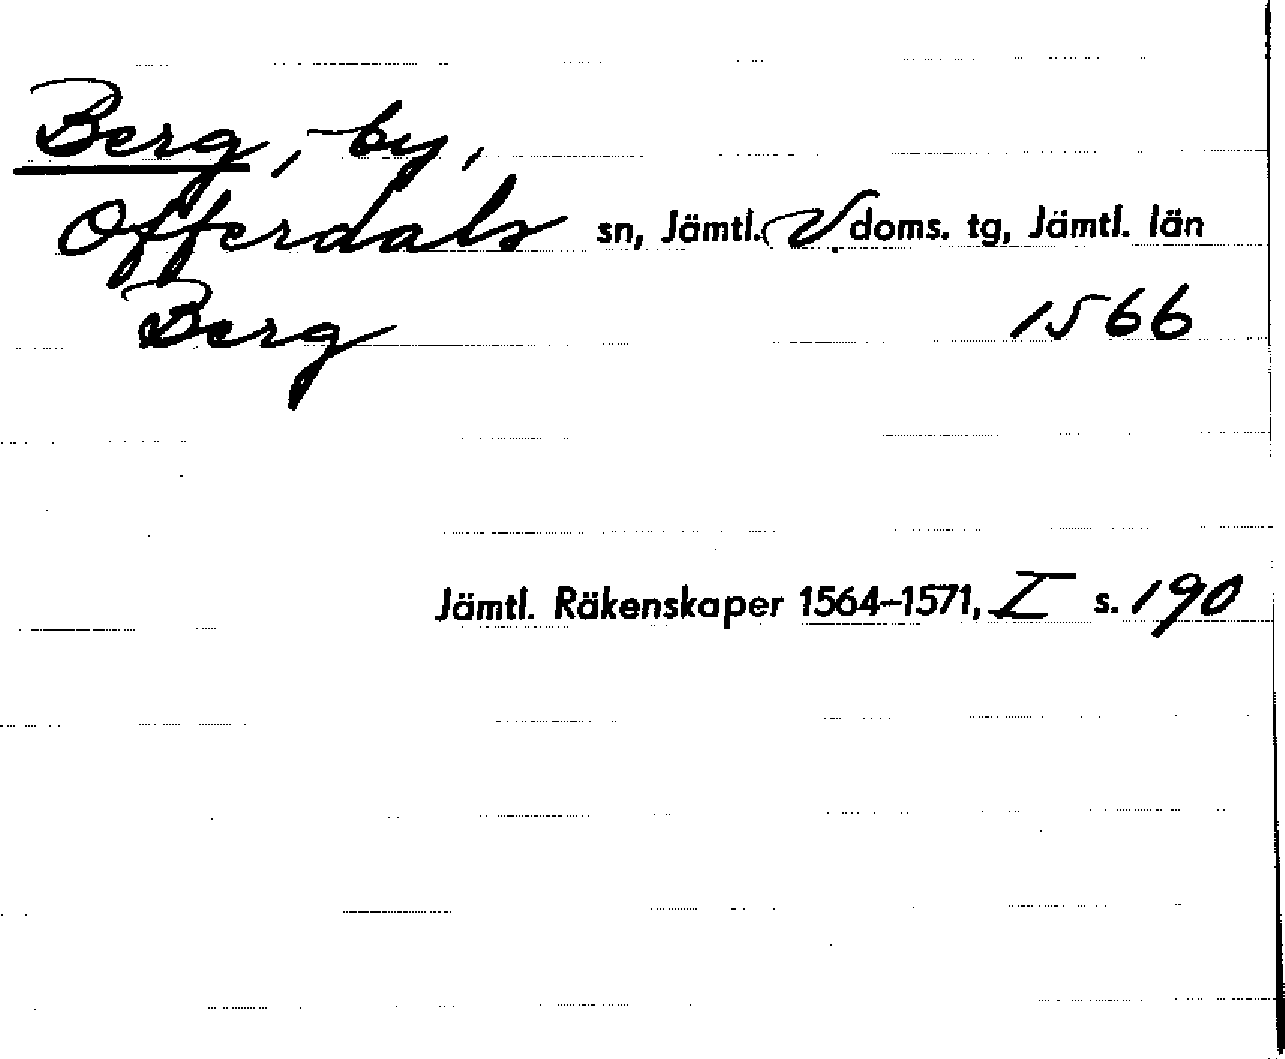 Berg, by,
Offerdals sn, Jämtl. V. doms. tg, Jämtl. län
Berg 1566
Jämtl. Räkenskaper 1564–1571, I s. 190